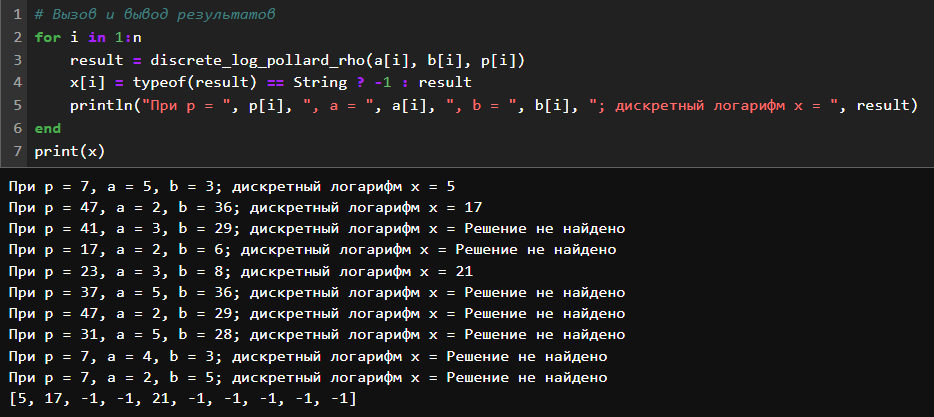 1 # Вызов и вывод результатов
2 for i in 1:n
3     result = discrete_log_pollard_rho(a[i], b[i], p[i])
4     x[i] = typeof(result) == String ? -1 : result
5     println("При p = ", p[i], ", a = ", a[i], ", b = ", b[i], "; дискретный логарифм x = ", result)
6 end
7 print(x)
При p = 7, a = 5, b = 3; дискретный логарифм x = 5
При p = 47, a = 2, b = 36; дискретный логарифм x = 17
При p = 41, a = 3, b = 29; дискретный логарифм x = Решение не найдено
При p = 17, a = 2, b = 6; дискретный логарифм x = Решение не найдено
При p = 23, a = 3, b = 8; дискретный логарифм x = 21
При p = 37, a = 5, b = 36; дискретный логарифм x = Решение не найдено
При p = 47, a = 2, b = 29; дискретный логарифм x = Решение не найдено
При p = 31, a = 5, b = 28; дискретный логарифм x = Решение не найдено
При p = 7, a = 4, b = 3; дискретный логарифм x = Решение не найдено
При p = 7, a = 2, b = 5; дискретный логарифм x = Решение не найдено
[5, 17, -1, -1, 21, -1, -1, -1, -1, -1]